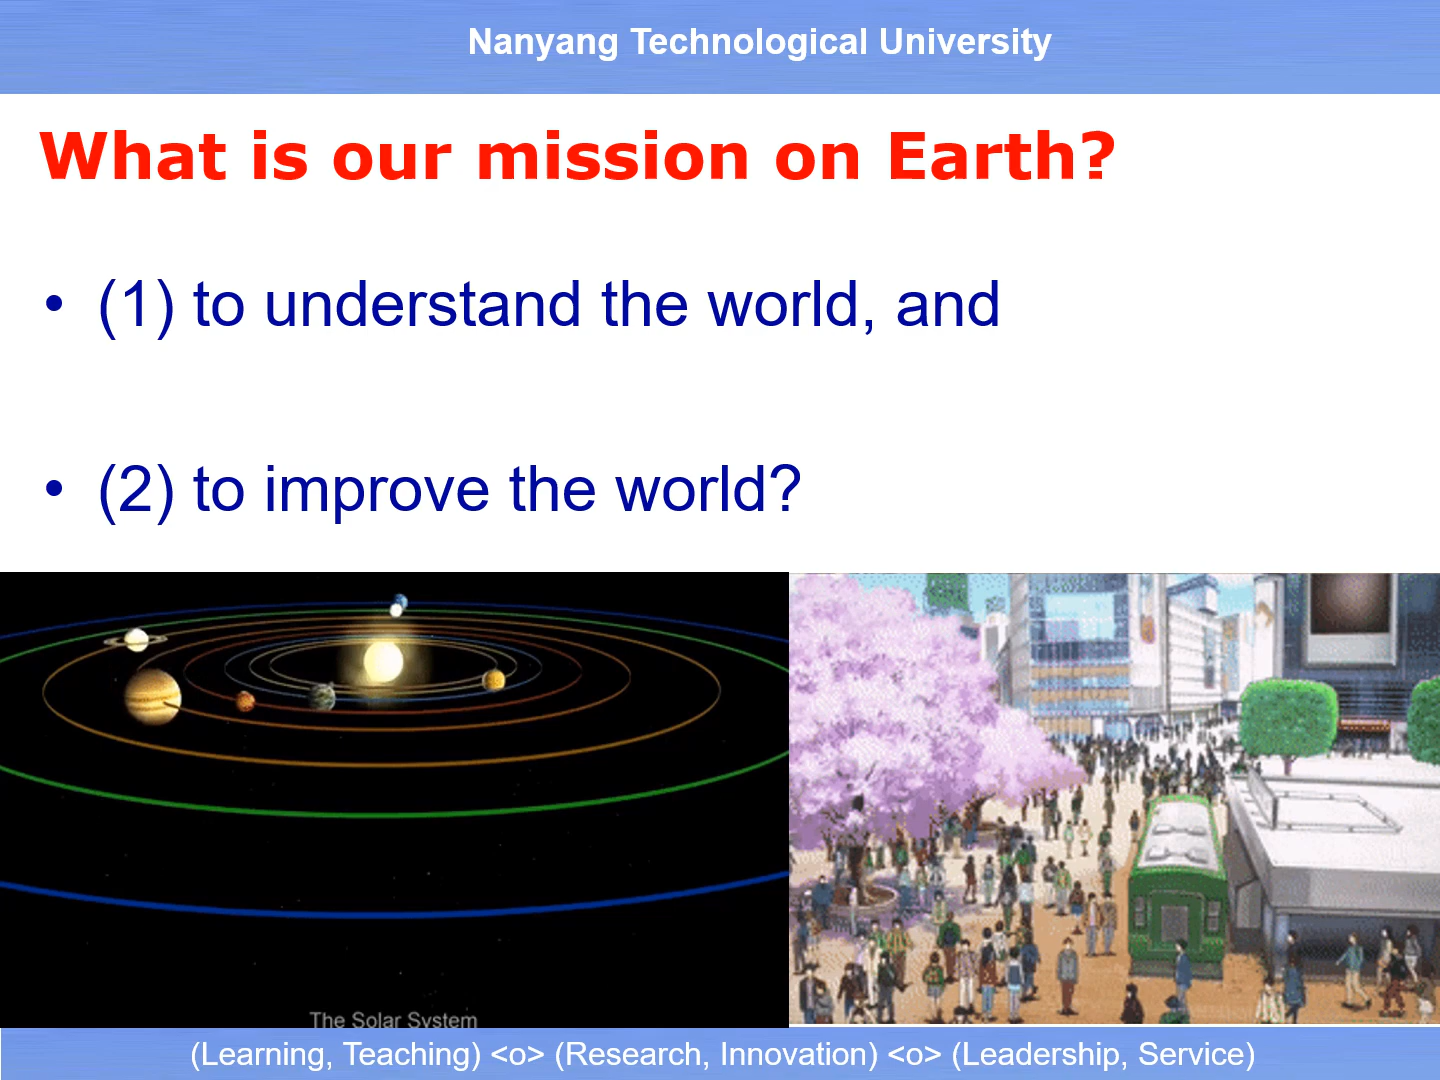 Nanyang Technological University
What is our mission on Earth?
• (1) to understand the world, and
• (2) to improve the world?
The Solar System
(Learning, Teaching) <o> (Research, Innovation) <o> (Leadership, Service)